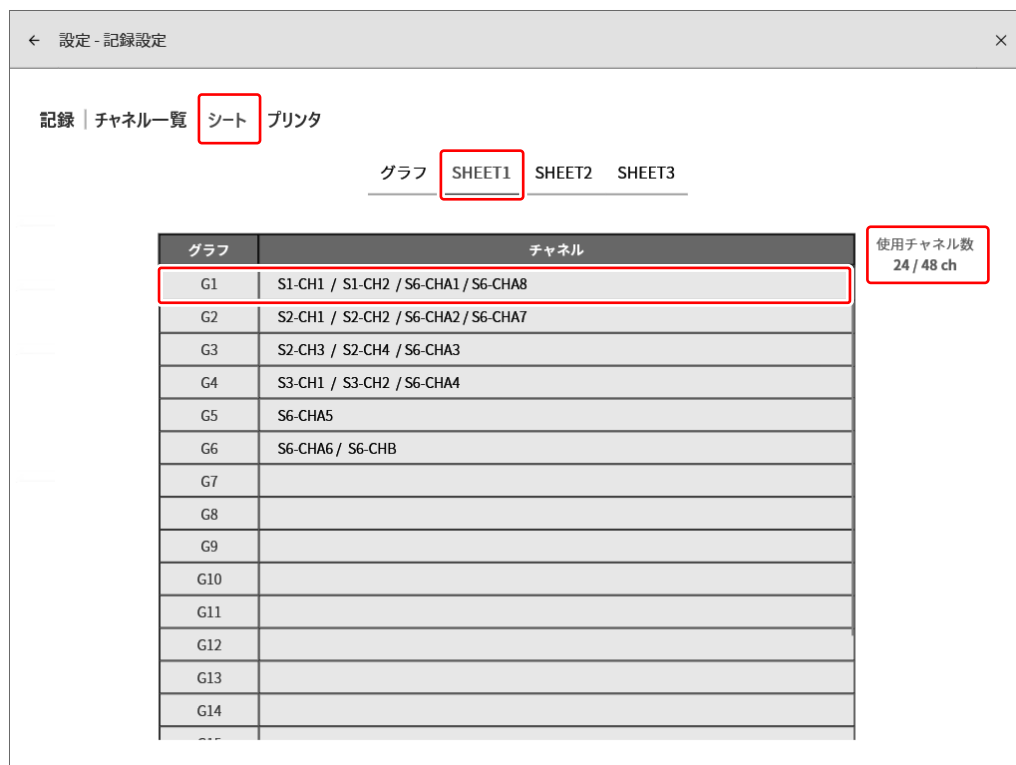 ← 設定 - 記録設定 ×
記録 | チャネル一覧 シート プリンタ
グラフ SHEET1 SHEET2 SHEET3
使用チャネル数
24 / 48 ch
グラフ チャネル
G1 S1-CH1 / S1-CH2 / S6-CHA1 / S6-CHA8
G2 S2-CH1 / S2-CH2 / S6-CHA2 / S6-CHA7
G3 S2-CH3 / S2-CH4 / S6-CHA3
G4 S3-CH1 / S3-CH2 / S6-CHA4
G5 S6-CHA5
G6 S6-CHA6 / S6-CHB
G7
G8
G9
G10
G11
G12
G13
G14